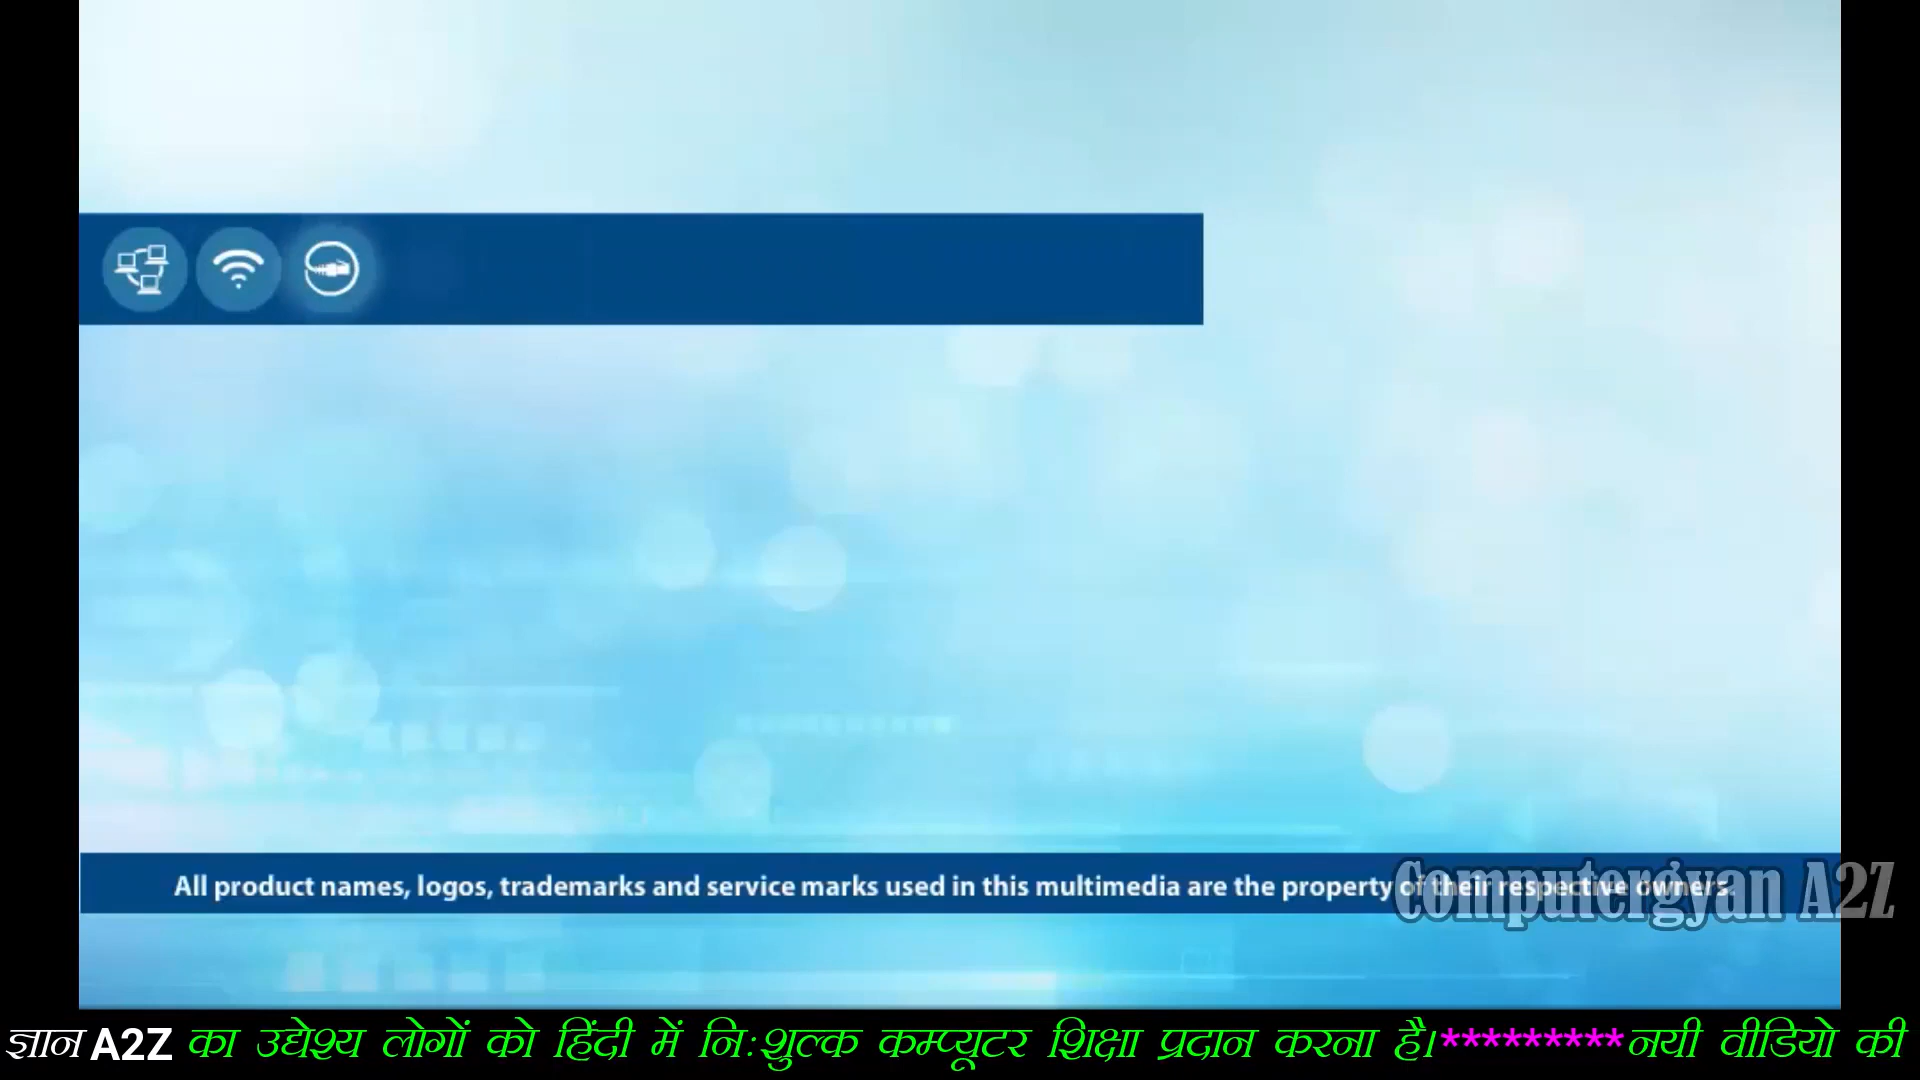 All product names, logos, trademarks and service marks used in this multimedia are the property of their respective owners.
Computergyan A2Z
ज्ञान A2Z का उद्येश्य लोगों को हिंदी में नि:शुल्क कम्प्यूटर शिक्षा प्रदान करना है।*********नयी वीडियो की